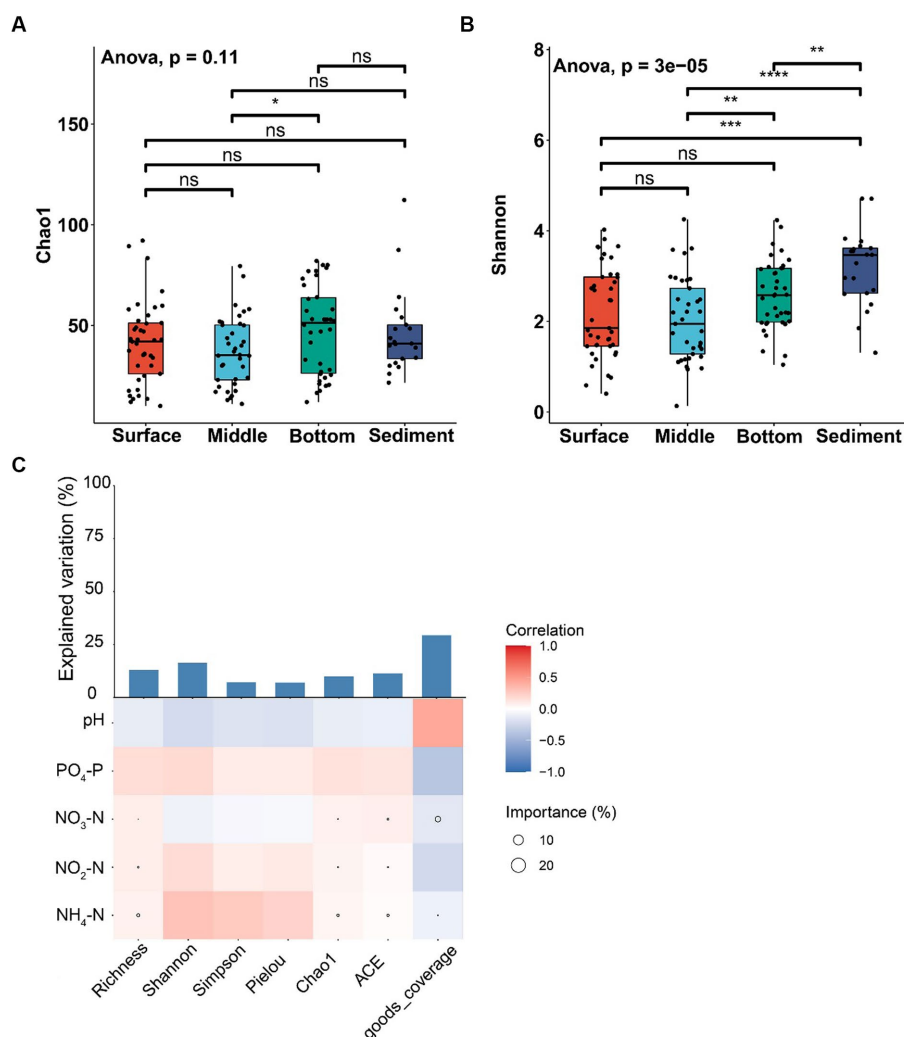 A
Anova, p = 0.11
ns
ns
*
ns
ns
ns
150
100
50
Chao1
Surface
Middle
Bottom
Sediment
B
8
6
4
2
0
Anova, p = 3e−05
**
****
**
***
ns
ns
Shannon
Surface
Middle
Bottom
Sediment
C
100
75
50
25
0
Explained variation (%)
pH
PO₄-P
NO₃-N
NO₂-N
NH₄-N
Richness
Shannon
Simpson
Pielou
Chao1
ACE
goods_coverage
Correlation
1.0
0.5
0.0
−0.5
−1.0
Importance (%)
10
20